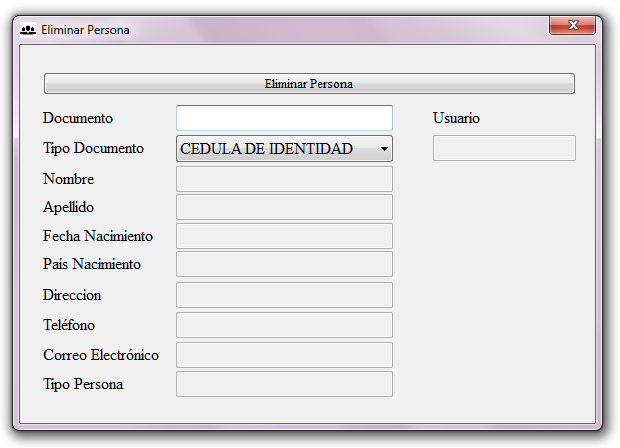 Eliminar Persona
Eliminar Persona
Documento
Usuario
Tipo Documento
CEDULA DE IDENTIDAD
Nombre
Apellido
Fecha Nacimiento
Pais Nacimiento
Direccion
Teléfono
Correo Electrónico
Tipo Persona